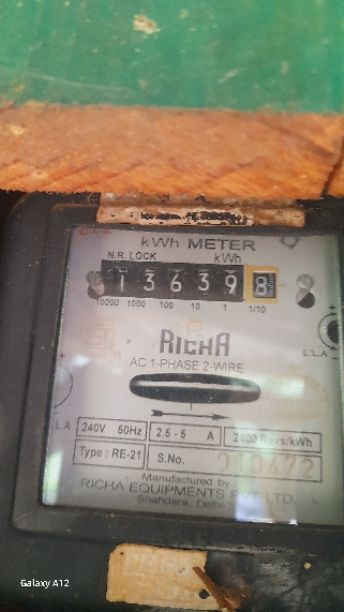 kWh METER
N.R. LOCK kWh
1 3 6 3 9 8
10000 1000 100 10 1 1/10
RICHA
AC 1-PHASE 2-WIRE
240V 50Hz 2.5 - 5 A 2400 Revs/kWh
Type : RE-21 S.No. 010472
Manufactured by
RICHA EQUIPMENTS PVT. LTD.
Shahdara, Delhi-
Galaxy A12